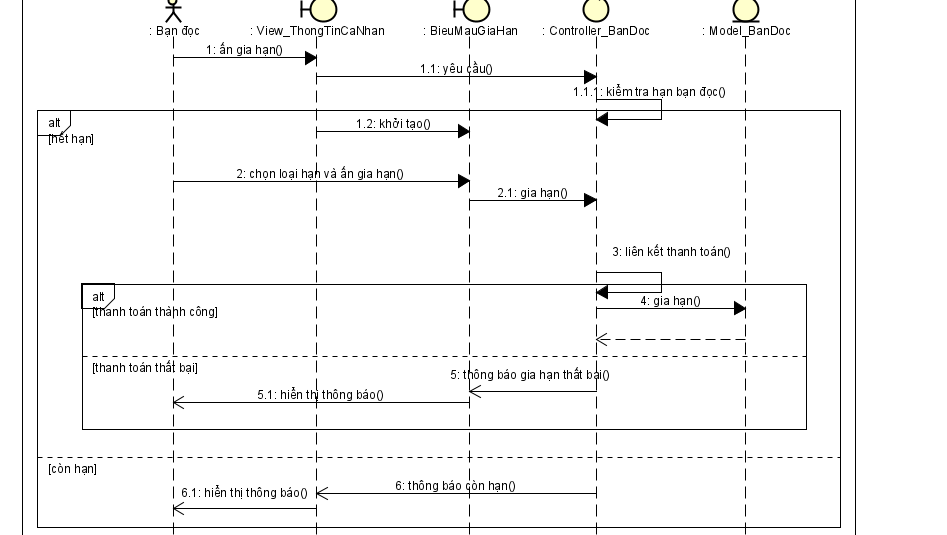 : Bạn đọc
: View_ThongTinCaNhan
: BieuMauGiaHan
: Controller_BanDoc
: Model_BanDoc
1: ấn gia hạn()
1.1: yêu cầu()
1.1.1: kiểm tra hạn bạn đọc()
alt
[hết hạn]
1.2: khởi tạo()
2: chọn loại hạn và ấn gia hạn()
2.1: gia hạn()
3: liên kết thanh toán()
alt
[thanh toán thành công]
4: gia hạn()
[thanh toán thất bại]
5: thông báo gia hạn thất bại()
5.1: hiển thị thông báo()
[còn hạn]
6: thông báo còn hạn()
6.1: hiển thị thông báo()